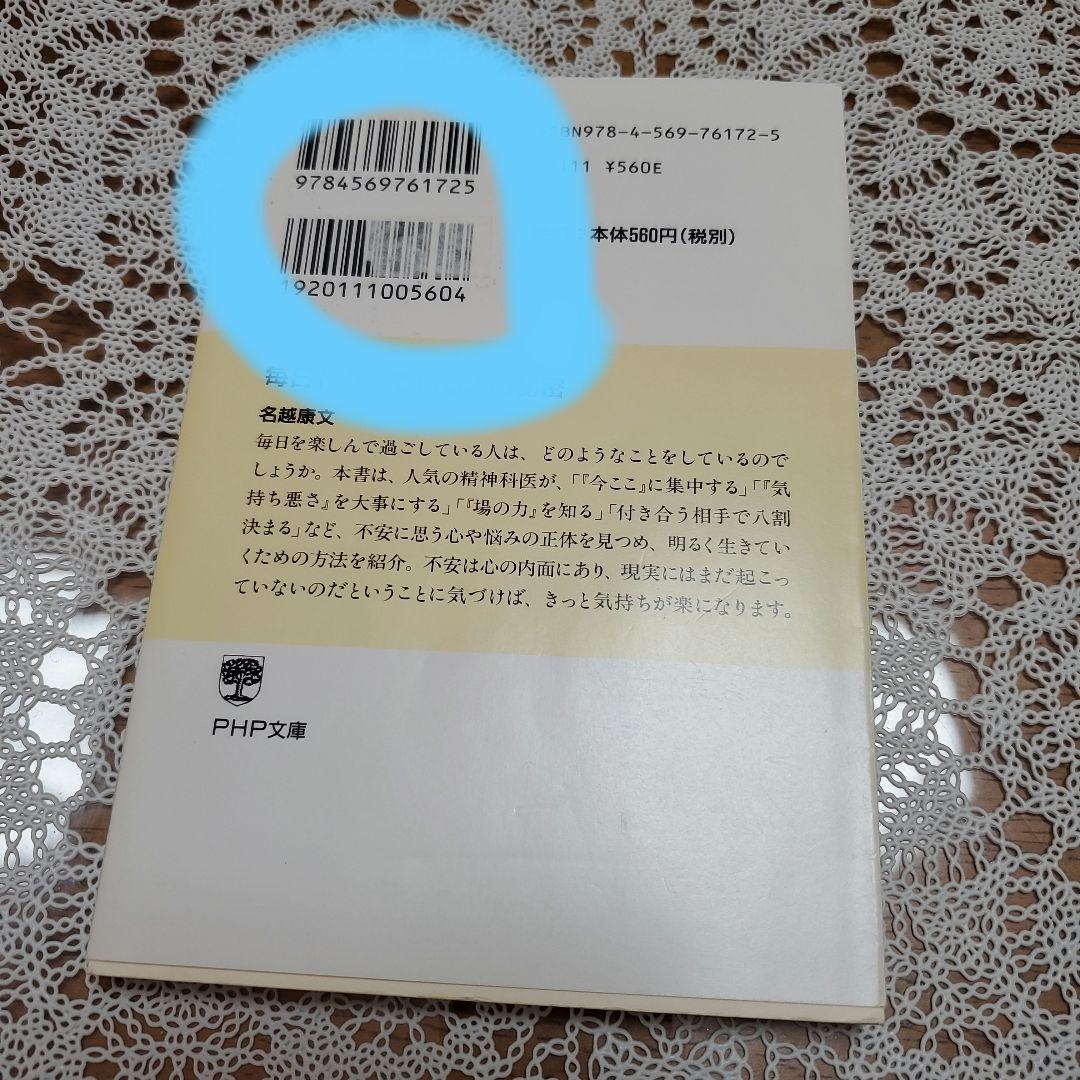 9784569761725
1920111005604
ISBN978-4-569-76172-5
¥560E
本体560円(税別)
毎日
名越康文
毎日を楽しんで過ごしている人は、どのようなことをしているので
しょうか。本書は、人気の精神科医が、「『今ここ』に集中する」「『気
持ち悪さ』を大事にする」「『場の力』を知る」「付き合う相手で八割
決まる」など、不安に思う心や悩みの正体を見つめ、明るく生きてい
くための方法を紹介。不安は心の内面にあり、現実にはまだ起こっ
ていないのだということに気づけば、きっと気持ちが楽になります。
PHP文庫